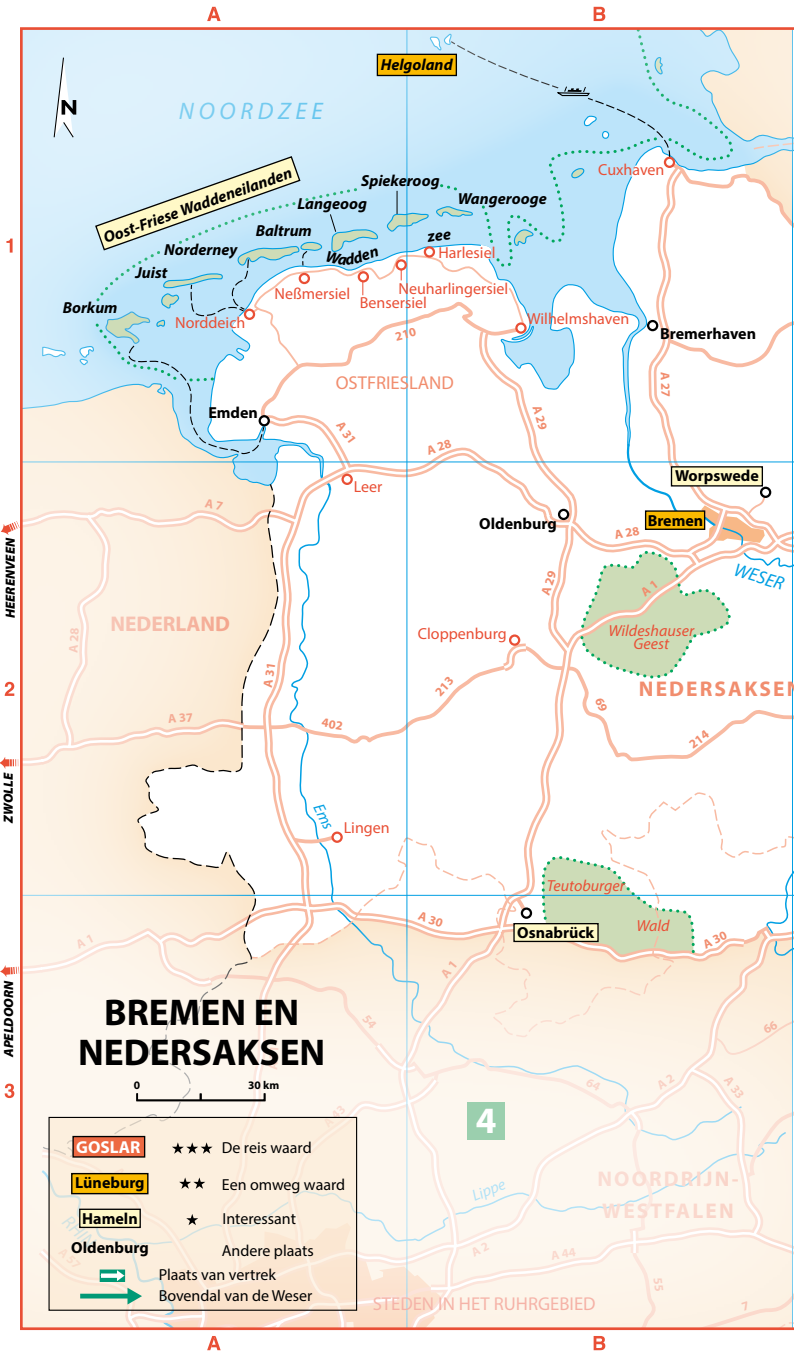 A
B
Helgoland
N
NOORDZEE
Cuxhaven
Oost-Friese Waddeneilanden
Spiekeroog
Langeoog
Wangerooge
Baltrum
zee
1
Norderney
Wadden
Harlesiel
Juist
Neßmersiel
Neuharlingersiel
Bensersiel
Borkum
Norddeich
Wilhelmshaven
210
Bremerhaven
OSTFRIESLAND
A 27
Emden
A 31
A 29
A 28
Worpswede
Leer
A 7
Oldenburg
Bremen
A 28
HEERENVEEN
WESER
A 29
A 1
NEDERLAND
Wildeshauser
Geest
Cloppenburg
A 28
A 31
2
213
NEDERSAKSEN
69
A 37
402
214
ZWOLLE
Ems
Lingen
Teutoburger
Wald
A 30
Osnabrück
A 30
A 1
A 1
APELDOORN
BREMEN EN
NEDERSAKSEN
54
66
0
30 km
64
A 2
A 33
3
A 43
4
GOSLAR
★★★ De reis waard
Lüneburg
★★ Een omweg waard
Hameln
★ Interessant
Oldenburg
Andere plaats
Plaats van vertrek
Bovendal van de Weser
Lippe
NOORDRIJN-
WESTFALEN
A 2
A 44
55
7
STEDEN IN HET RUHRGEBIED
A
B